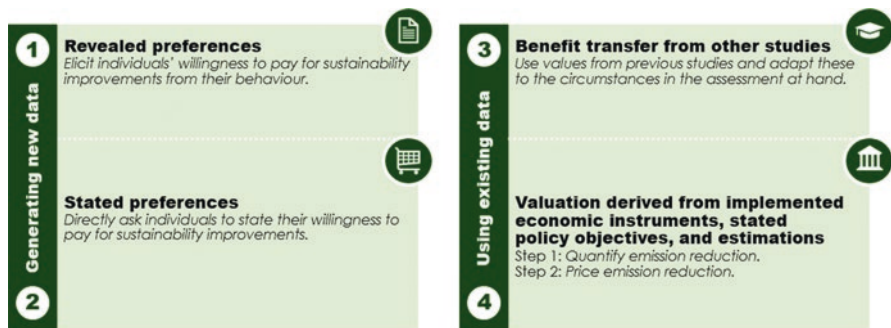 1
Generating new data
2
Revealed preferences
Elicit individuals' willingness to pay for sustainability
improvements from their behaviour.
Stated preferences
Directly ask individuals to state their willingness to
pay for sustainability improvements.
3
Using existing data
4
Benefit transfer from other studies
Use values from previous studies and adapt these
to the circumstances in the assessment at hand.
Valuation derived from implemented
economic instruments, stated
policy objectives, and estimations
Step 1: Quantify emission reduction.
Step 2: Price emission reduction.